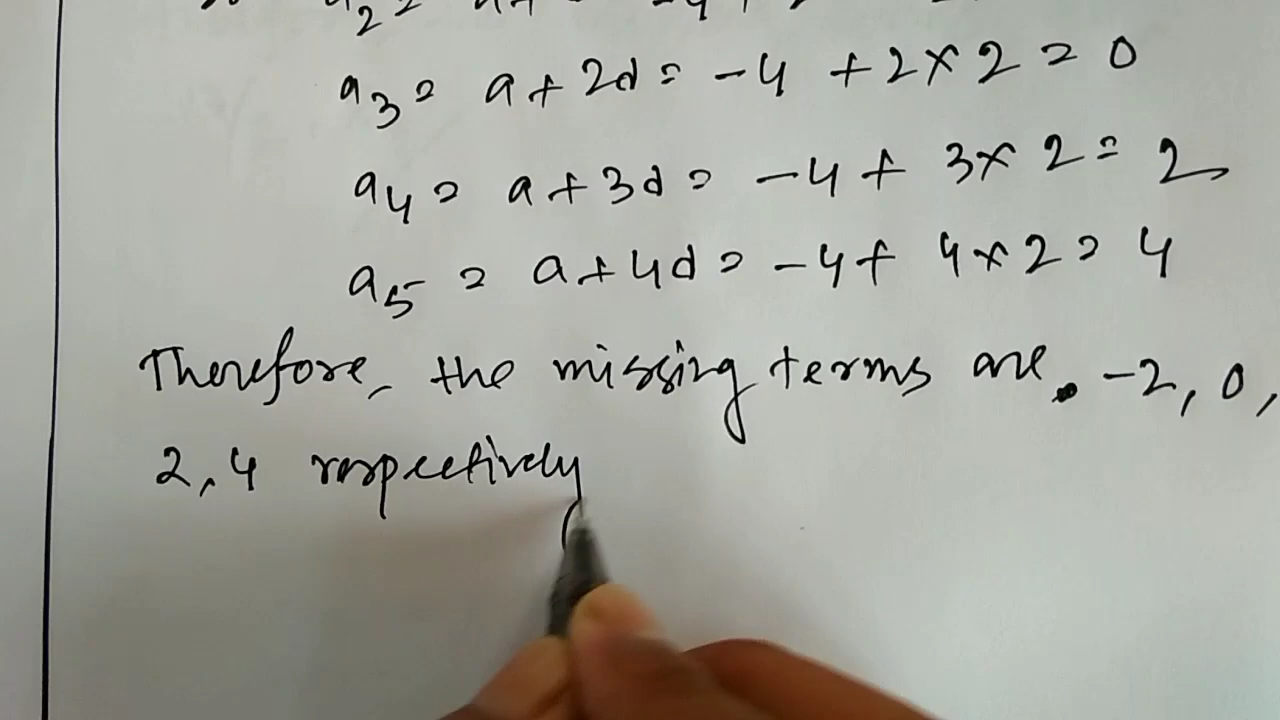 a3 = a + 2d = -4 + 2 × 2 = 0
a4 = a + 3d = -4 + 3 × 2 = 2
a5 = a + 4d = -4 + 4 × 2 = 4
Therefore, the missing terms are -2, 0,
2, 4 respectively